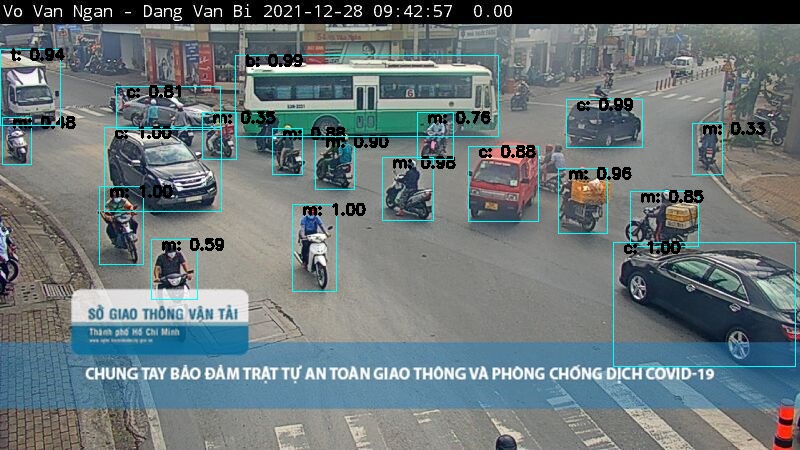 Vo Van Ngan - Dang Van Bi 2021-12-28 09:42:57 0.00
t: 0.94
b: 0.99
c: 0.81
c: 0.99
m: 0.48
m: 0.35
m: 0.76
m: 0.33
c: 1.00
m: 0.88
m: 0.90
m: 0.98
c: 0.88
m: 0.96
m: 1.00
m: 1.00
m: 0.85
m: 0.59
c: 1.00
SỞ GIAO THÔNG VẬN TẢI
Thành phố Hồ Chí Minh
CHUNG TAY BẢO ĐẢM TRẬT TỰ AN TOÀN GIAO THÔNG VÀ PHÒNG CHỐNG DỊCH COVID-19